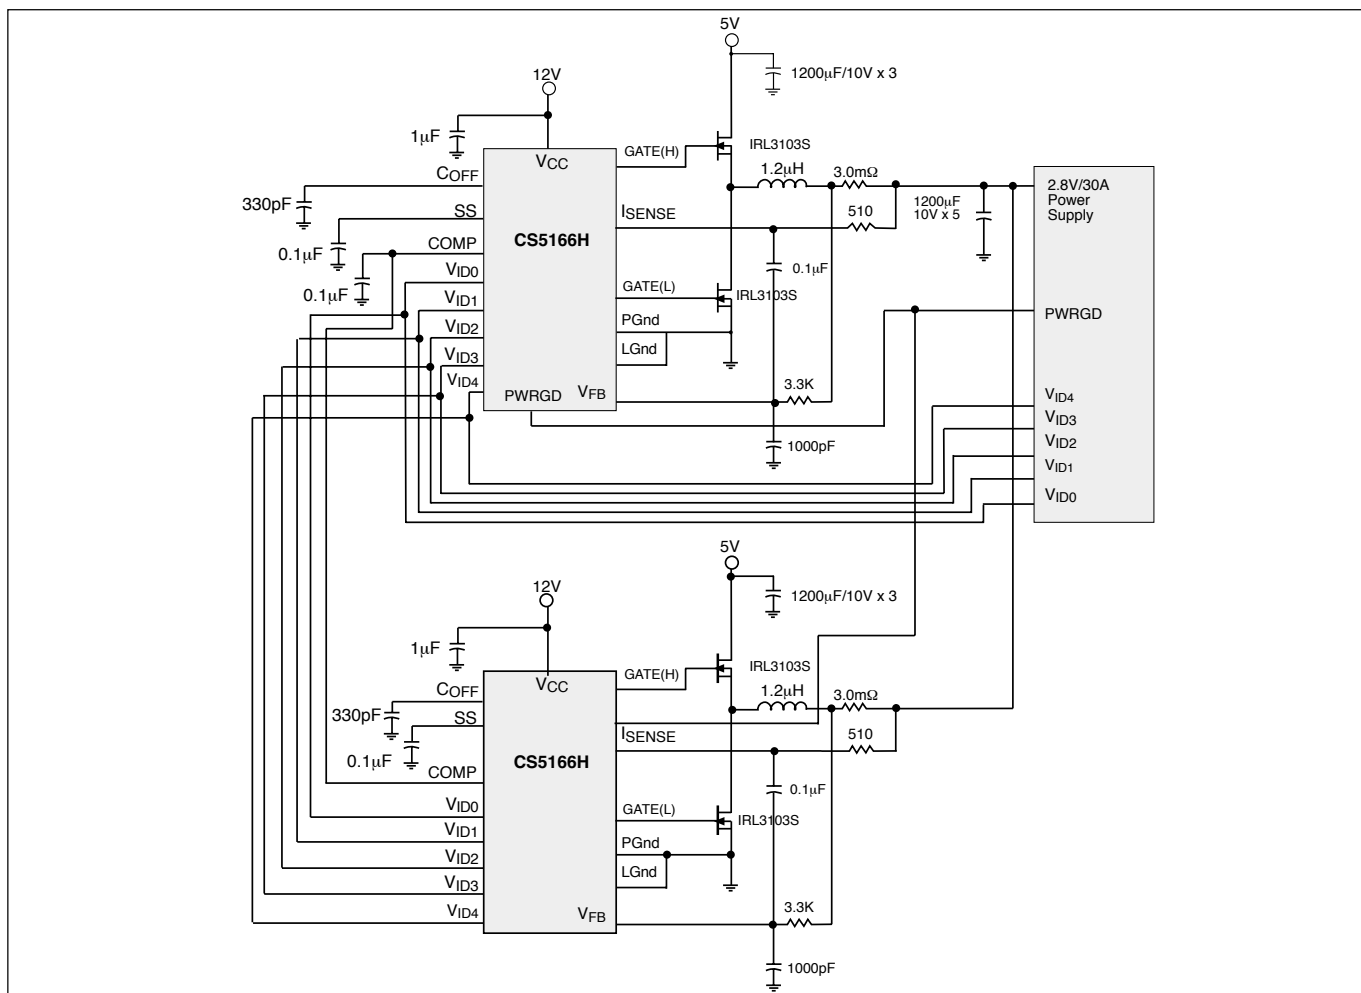 5V
1200µF/10V x 3
12V
1µF
VCC
GATE(H)
IRL3103S
1.2µH
3.0mΩ
COFF
330pF
SS
0.1µF
ISENSE
510
1200µF
10V x 5
2.8V/30A
Power
Supply
CS5166H
COMP
0.1µF
VID0
VID1
VID2
VID3
VID4
0.1µF
GATE(L)
IRL3103S
PGnd
LGnd
PWRGD
3.3K
VFB
PWRGD
1000pF
VID4
VID3
VID2
VID1
VID0
5V
1200µF/10V x 3
12V
1µF
VCC
GATE(H)
IRL3103S
1.2µH
3.0mΩ
COFF
330pF
SS
0.1µF
ISENSE
510
CS5166H
COMP
0.1µF
VID0
VID1
VID2
VID3
VID4
GATE(L)
IRL3103S
PGnd
LGnd
3.3K
VFB
1000pF